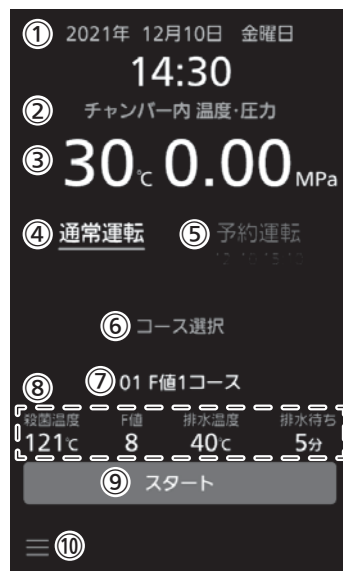 ① 2021年 12月10日 金曜日
14:30
② チャンバー内 温度・圧力
③ 30℃ 0.00MPa
④ 通常運転 ⑤ 予約運転
⑥ コース選択
⑦ 01 F値1コース
⑧
殺菌温度 F値 排水温度 排水待ち
121℃ 8 40℃ 5分
⑨ スタート
⑩